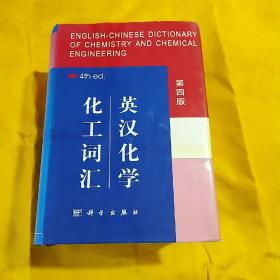 ENGLISH-CHINESE DICTIONARY
OF CHEMISTRY AND CHEMICAL
ENGINEERING
4th ed.
第四版
英汉化学
化工词汇
科学出版社